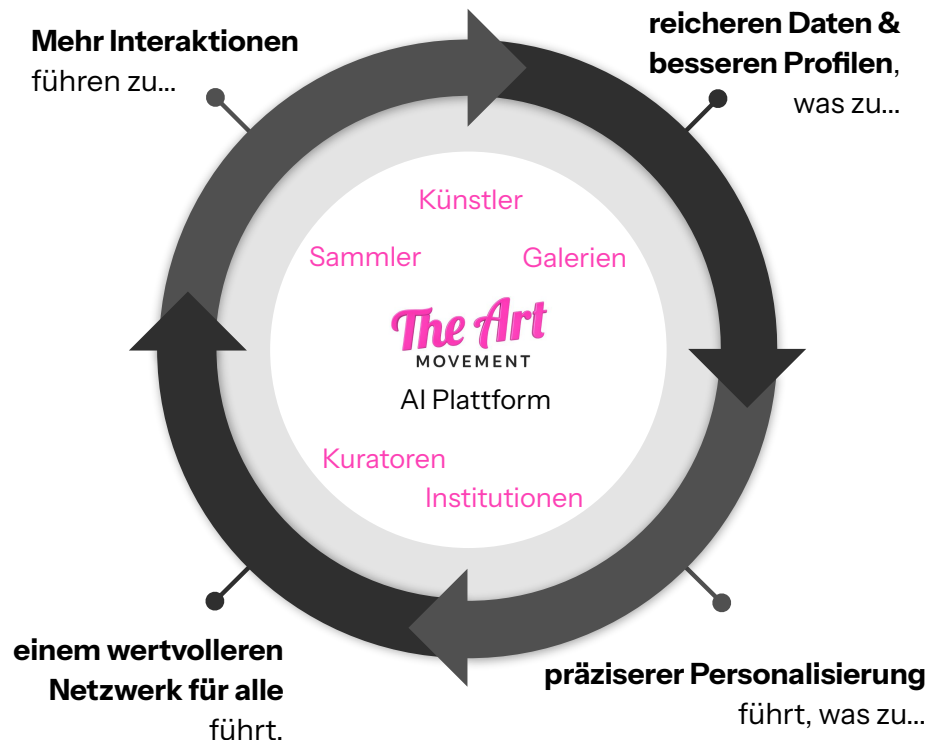 Mehr Interaktionen
führen zu...
reicheren Daten &
besseren Profilen,
was zu...
Künstler
Sammler
Galerien
The Art
MOVEMENT
AI Plattform
Kuratoren
Institutionen
präziserer Personalisierung
führt, was zu...
einem wertvolleren
Netzwerk für alle
führt.